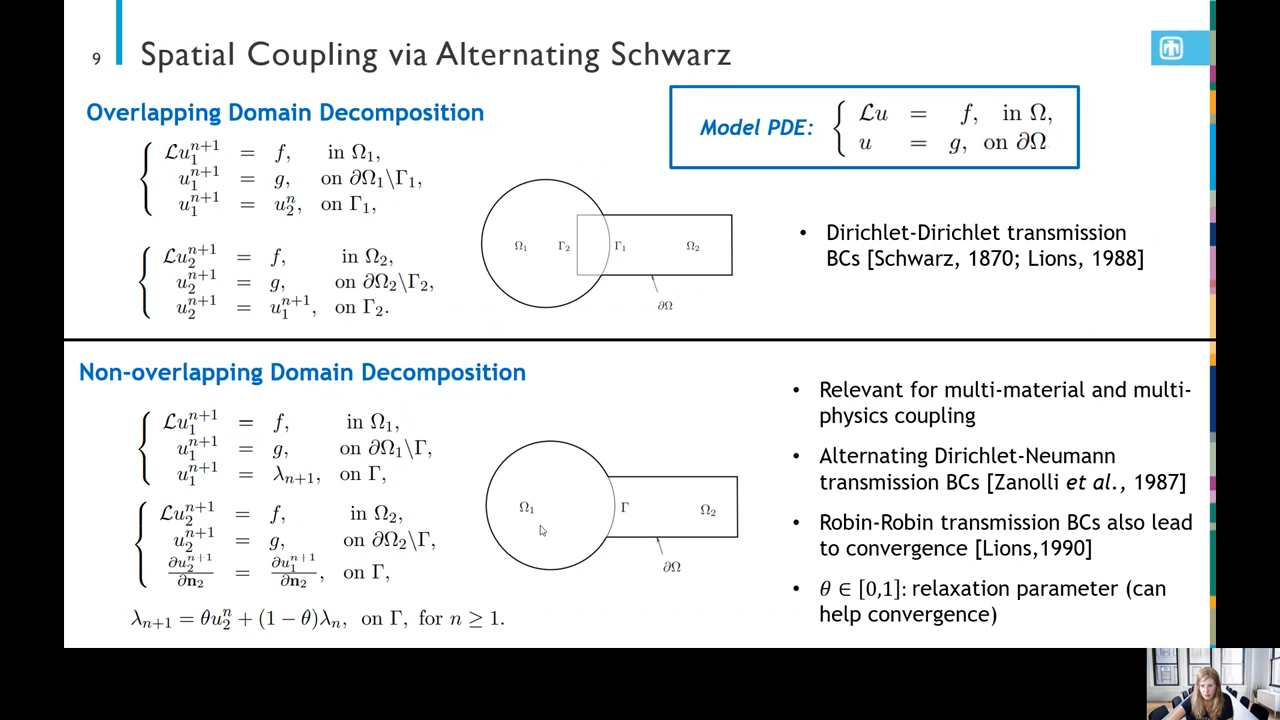 9
Spatial Coupling via Alternating Schwarz
Overlapping Domain Decomposition
Model PDE: { ℒu = f, in Ω,
u = g, on ∂Ω
{ ℒu₁ⁿ⁺¹ = f, in Ω₁,
u₁ⁿ⁺¹ = g, on ∂Ω₁\Γ₁,
u₁ⁿ⁺¹ = u₂ⁿ, on Γ₁,
{ ℒu₂ⁿ⁺¹ = f, in Ω₂,
u₂ⁿ⁺¹ = g, on ∂Ω₂\Γ₂,
u₂ⁿ⁺¹ = u₁ⁿ⁺¹, on Γ₂.
Ω₁ Γ₂ Γ₁ Ω₂
∂Ω
• Dirichlet-Dirichlet transmission
BCs [Schwarz, 1870; Lions, 1988]
Non-overlapping Domain Decomposition
{ ℒu₁ⁿ⁺¹ = f, in Ω₁,
u₁ⁿ⁺¹ = g, on ∂Ω₁\Γ,
u₁ⁿ⁺¹ = λₙ₊₁, on Γ,
{ ℒu₂ⁿ⁺¹ = f, in Ω₂,
u₂ⁿ⁺¹ = g, on ∂Ω₂\Γ,
∂u₂ⁿ⁺¹/∂n₂ = ∂u₁ⁿ⁺¹/∂n₂, on Γ,
λₙ₊₁ = θu₂ⁿ + (1 − θ)λₙ, on Γ, for n ≥ 1.
Ω₁ Γ Ω₂
∂Ω
• Relevant for multi-material and multi-
physics coupling
• Alternating Dirichlet-Neumann
transmission BCs [Zanolli et al., 1987]
• Robin-Robin transmission BCs also lead
to convergence [Lions,1990]
• θ ∈ [0,1]: relaxation parameter (can
help convergence)